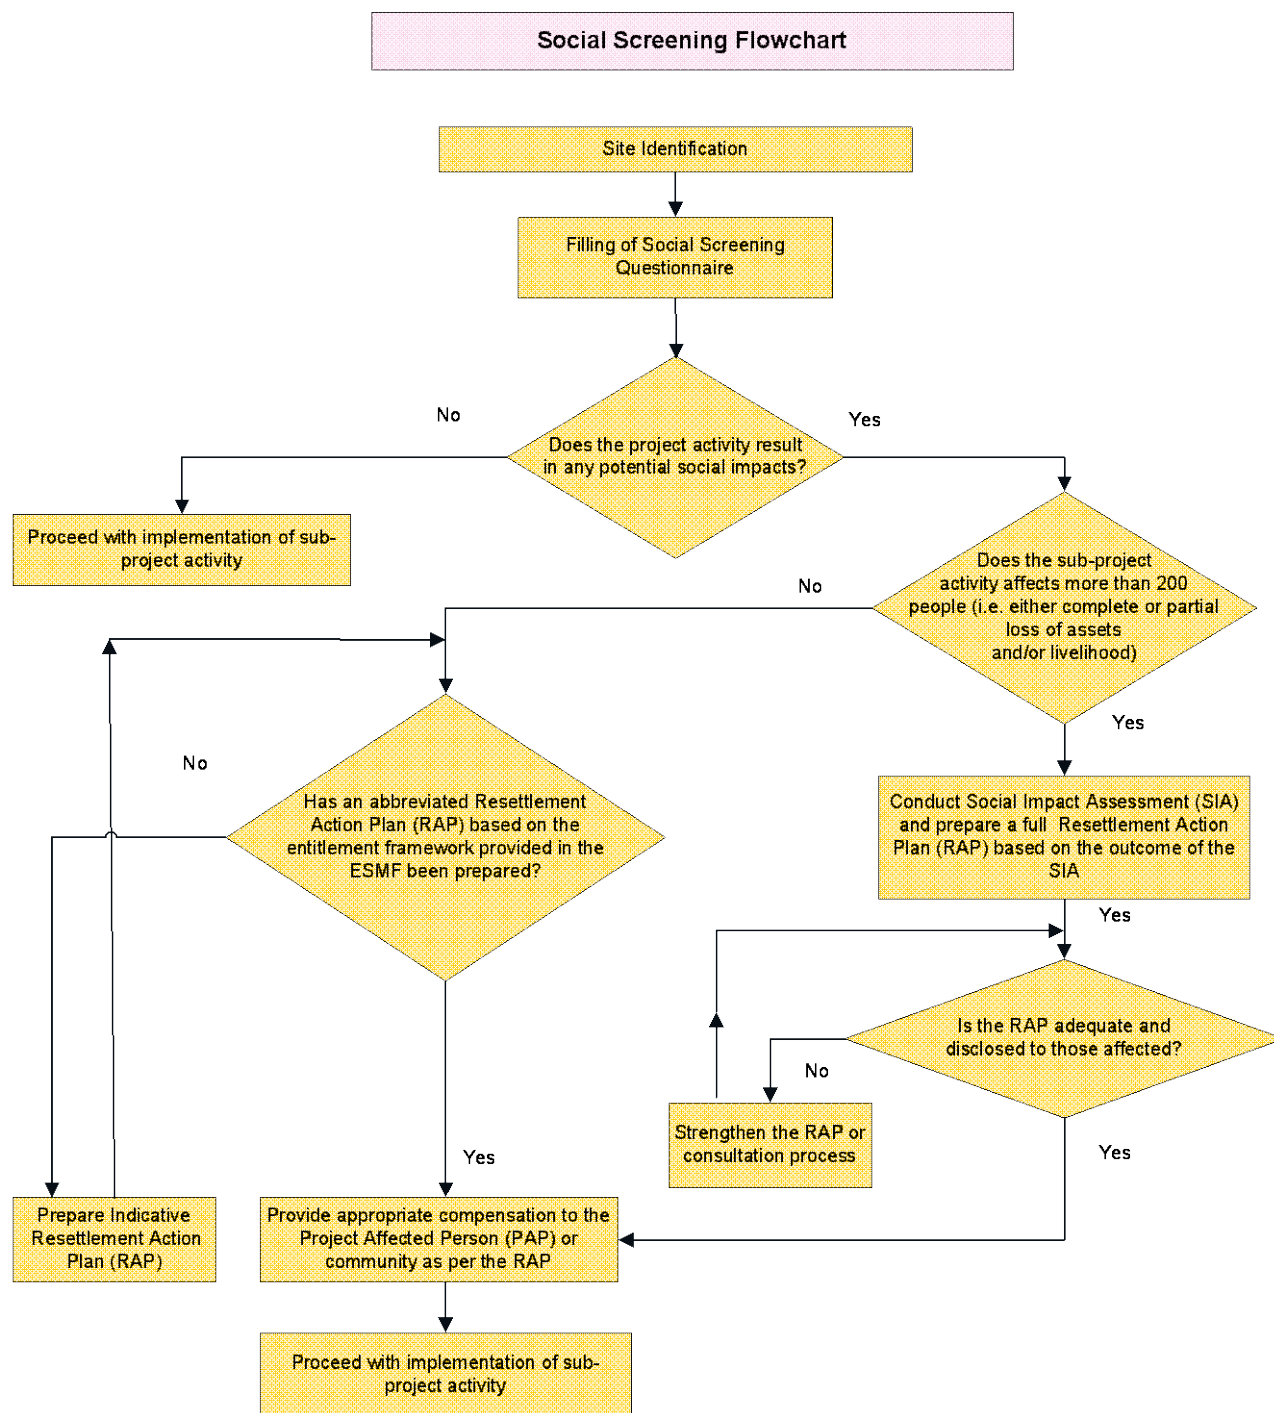 Social Screening Flowchart
Site Identification
Filling of Social Screening
Questionnaire
No
Yes
Does the project activity result
in any potential social impacts?
Proceed with implementation of sub-
project activity
Does the sub-project
activity affects more than 200
people (i.e. either complete or partial
loss of assets
and/or livelihood)
No
Yes
No
Has an abbreviated Resettlement
Action Plan (RAP) based on the
entitlement framework provided in the
ESMF been prepared?
Conduct Social Impact Assessment (SIA)
and prepare a full Resettlement Action
Plan (RAP) based on the outcome of the
SIA
Yes
Is the RAP adequate and
disclosed to those affected?
No
Strengthen the RAP or
consultation process
Yes
Yes
Prepare Indicative
Resettlement Action
Plan (RAP)
Provide appropriate compensation to the
Project Affected Person (PAP) or
community as per the RAP
Proceed with implementation of sub-
project activity